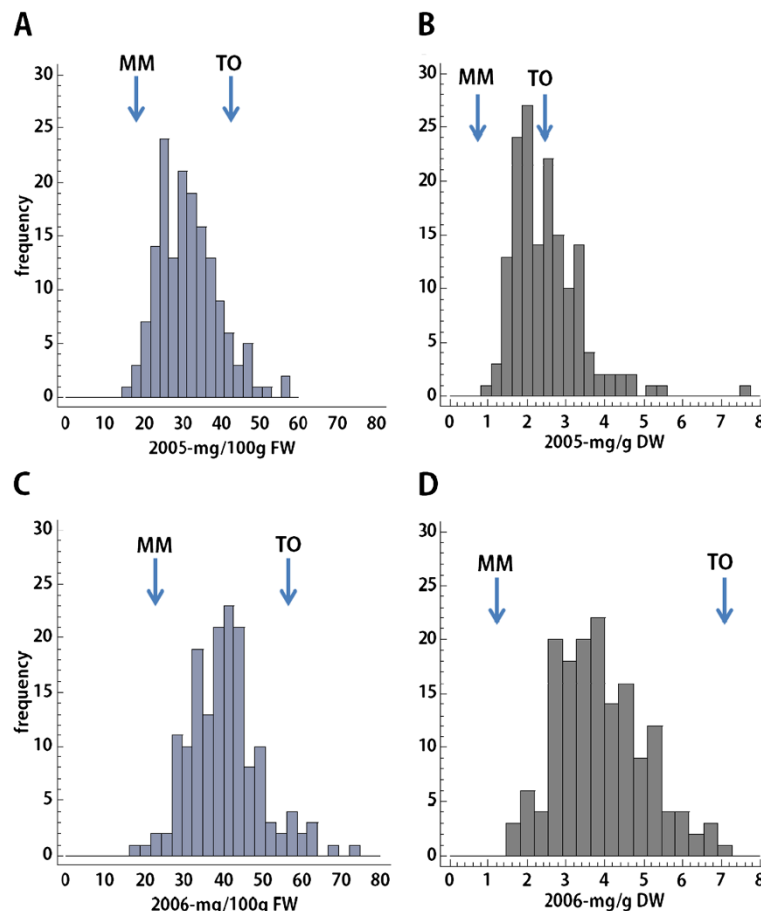 A
B
MM TO
MM TO
30
25
20
15
10
5
0
frequency
0 10 20 30 40 50 60 70 80
2005-mg/100g FW
30
25
20
15
10
5
0
0 1 2 3 4 5 6 7 8
2005-mg/g DW
C
D
MM TO
MM TO
30
25
20
15
10
5
0
frequency
0 10 20 30 40 50 60 70 80
2006-mg/100g FW
30
25
20
15
10
5
0
0 1 2 3 4 5 6 7 8
2006-mg/g DW